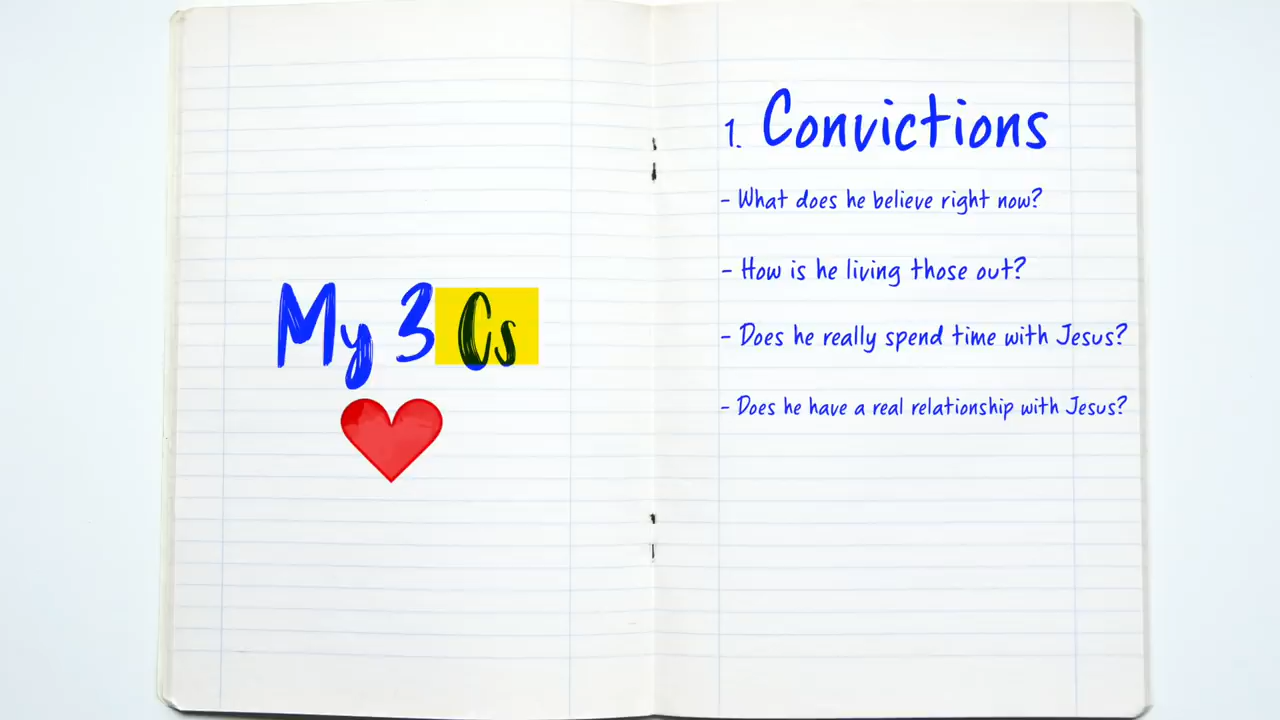 My 3 Cs
1. Convictions
- What does he believe right now?
- How is he living those out?
- Does he really spend time with Jesus?
- Does he have a real relationship with Jesus?